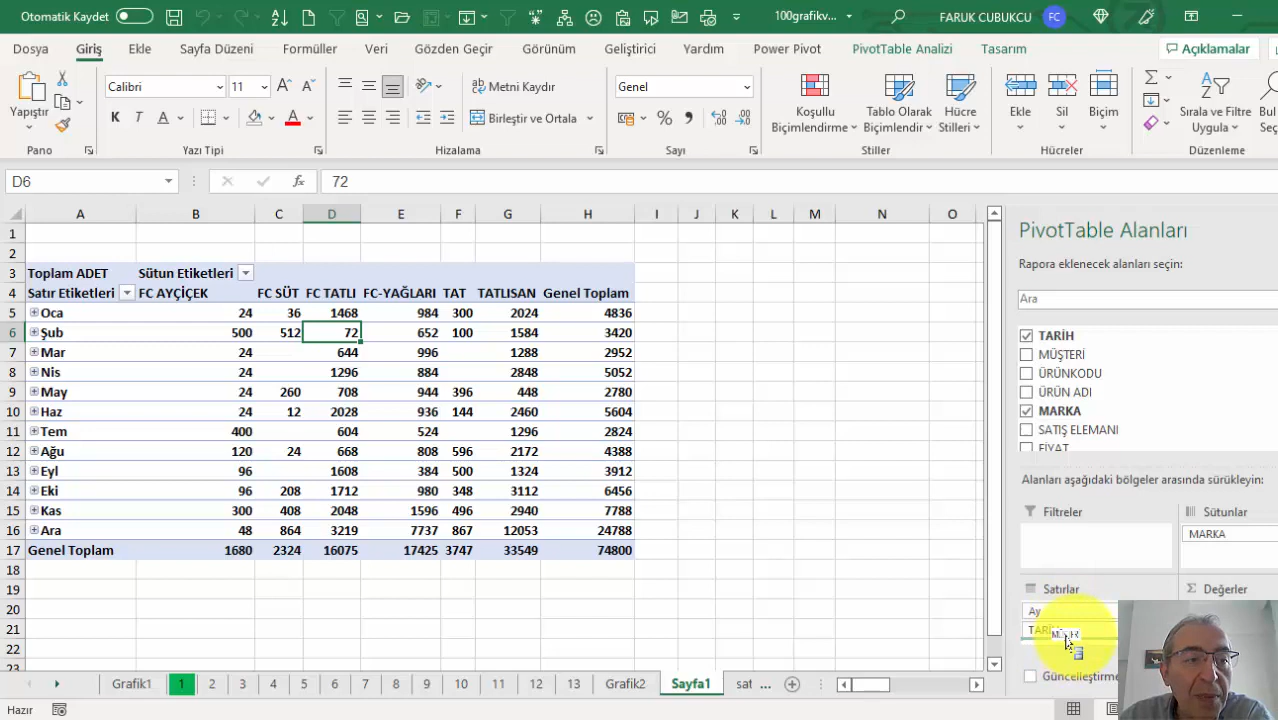 Otomatik Kaydet
100grafikv...
FARUK CUBUKCU
FC
Dosya Giriş Ekle Sayfa Düzeni Formüller Veri Gözden Geçir Görünüm Geliştirici Yardım Power Pivot PivotTable Analizi Tasarım Açıklamalar
Yapıştır
Calibri 11
K T A
Metni Kaydır
Birleştir ve Ortala
Genel
Koşullu Biçimlendirme
Tablo Olarak Biçimlendir
Hücre Stilleri
Ekle Sil Biçim
Sırala ve Filtre Uygula
Bul
Pano Yazı Tipi Hizalama Sayı Stiller Hücreler Düzenleme
D6 fx 72
A B C D E F G H I J K L M N O
1
2
3 Toplam ADET Sütun Etiketleri
4 Satır Etiketleri FC AYÇİÇEK FC SÜT FC TATLI FC-YAĞLARI TAT TATLISAN Genel Toplam
5 Oca 24 36 1468 984 300 2024 4836
6 Şub 500 512 72 652 100 1584 3420
7 Mar 24 644 996 1288 2952
8 Nis 24 1296 884 2848 5052
9 May 24 260 708 944 396 448 2780
10 Haz 24 12 2028 936 144 2460 5604
11 Tem 400 604 524 1296 2824
12 Ağu 120 24 668 808 596 2172 4388
13 Eyl 96 1608 384 500 1324 3912
14 Eki 96 208 1712 980 348 3112 6456
15 Kas 300 408 2048 1596 496 2940 7788
16 Ara 48 864 3219 7737 867 12053 24788
17 Genel Toplam 1680 2324 16075 17425 3747 33549 74800
18
19
20
21
22
23
PivotTable Alanları
Rapora eklenecek alanları seçin:
Ara
TARİH
MÜŞTERİ
ÜRÜNKODU
ÜRÜN ADI
MARKA
SATIŞ ELEMANI
FİYAT
Alanları aşağıdaki bölgeler arasında sürükleyin:
Filtreler Sütunlar
MARKA
Satırlar Değerler
Ay
Güncelleştirme
Grafik1 1 2 3 4 5 6 7 8 9 10 11 12 13 Grafik2 Sayfa1 sat ...
Hazır